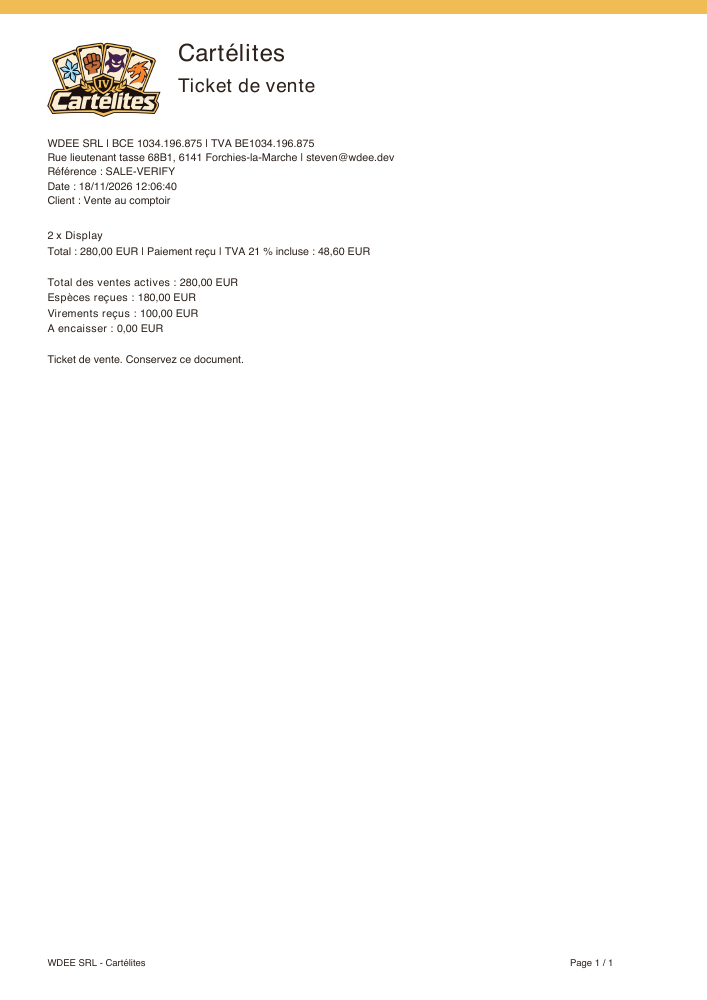 IV
Cartélites
Cartélites
Ticket de vente
WDEE SRL | BCE 1034.196.875 | TVA BE1034.196.875
Rue lieutenant tasse 68B1, 6141 Forchies-la-Marche | steven@wdee.dev
Référence : SALE-VERIFY
Date : 18/11/2026 12:06:40
Client : Vente au comptoir
2 x Display
Total : 280,00 EUR | Paiement reçu | TVA 21 % incluse : 48,60 EUR
Total des ventes actives : 280,00 EUR
Espèces reçues : 180,00 EUR
Virements reçus : 100,00 EUR
A encaisser : 0,00 EUR
Ticket de vente. Conservez ce document.
WDEE SRL - Cartélites
Page 1 / 1